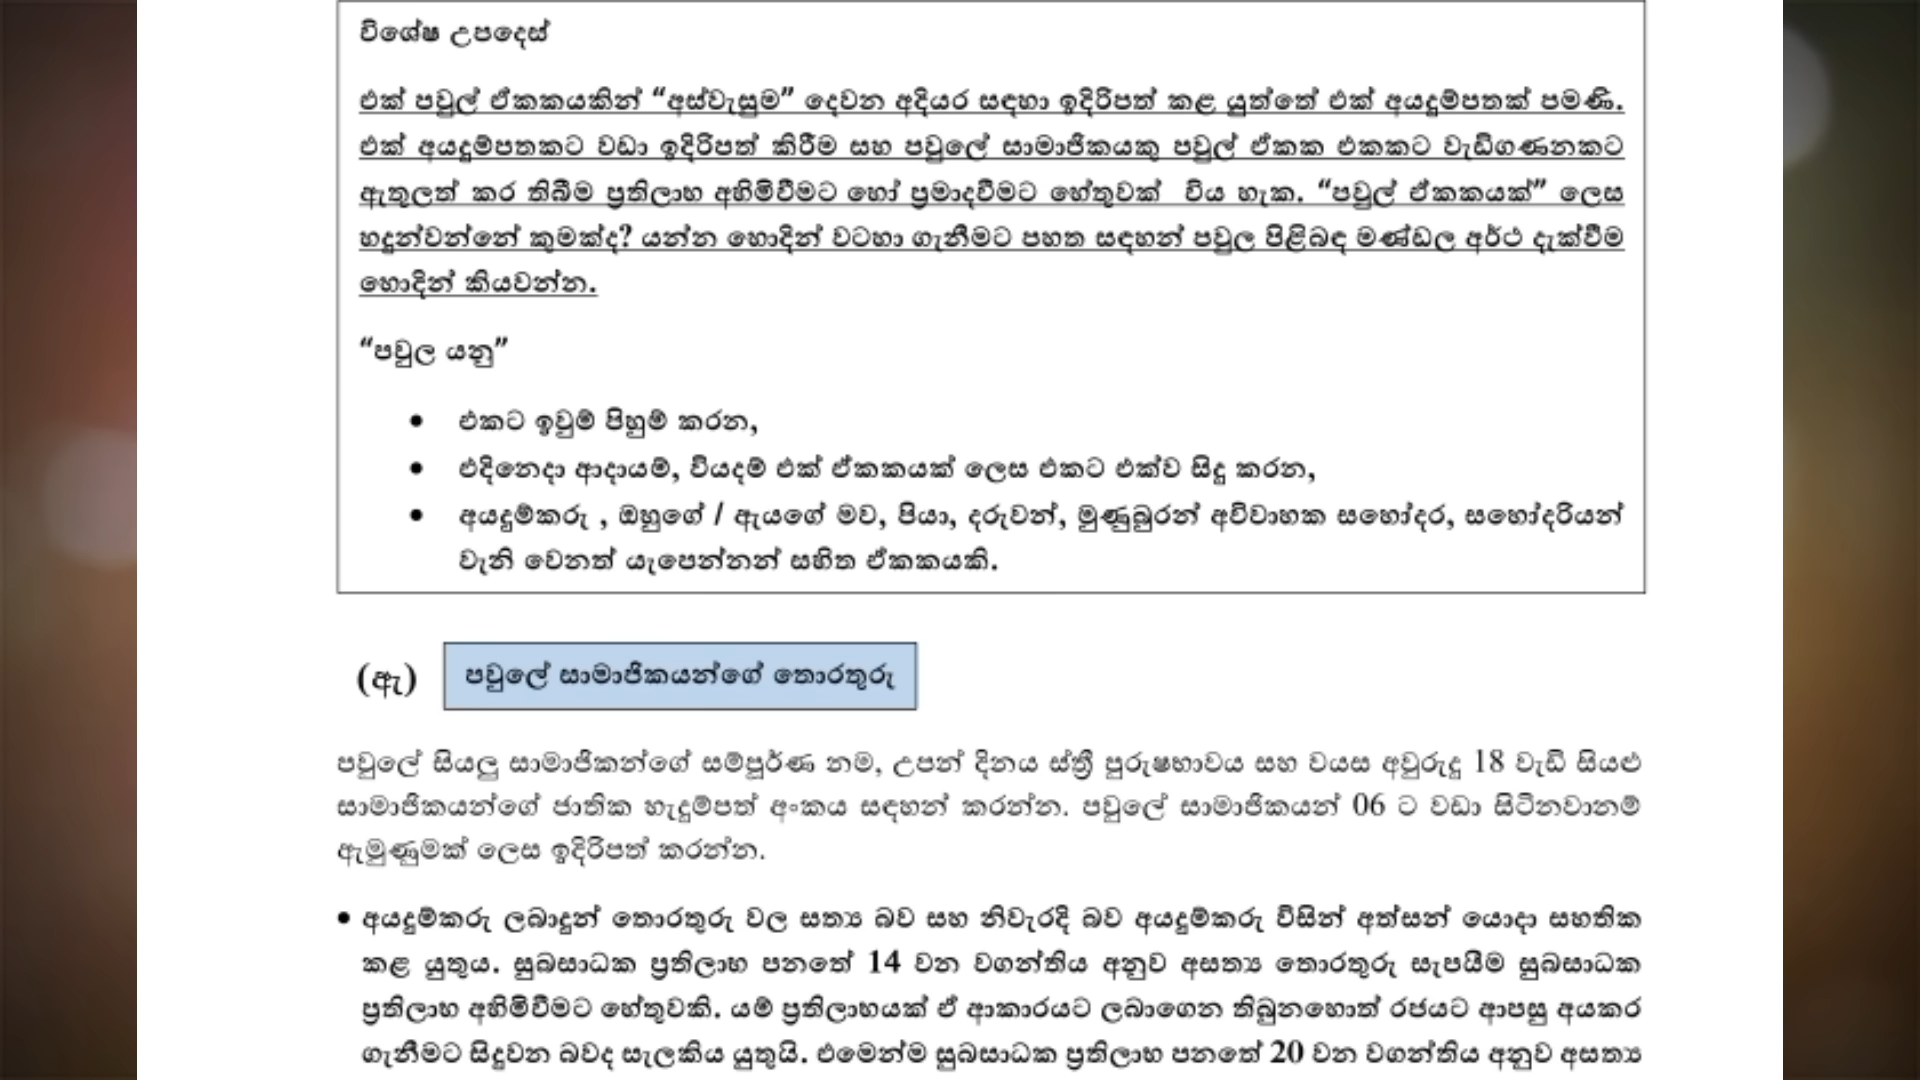 විශේෂ උපදෙස්
එක් පවුල් ඒකකයකින් “අස්වැසුම” දෙවන අදියර සඳහා ඉදිරිපත් කළ යුත්තේ එක් අයදුම්පතක් පමණි.
එක් අයදුම්පතකට වඩා ඉදිරිපත් කිරීම සහ පවුලේ සාමාජිකයකු පවුල් ඒකක එකකට වැඩිගණනකට
ඇතුලත් කර තිබීම ප්‍රතිලාභ අහිමිවීමට හෝ ප්‍රමාදවීමට හේතුවක් විය හැක. “පවුල් ඒකකයක්” ලෙස
හදුන්වන්නේ කුමක්ද? යන්න හොදින් වටහා ගැනීමට පහත සඳහන් පවුල පිළිබඳ මණ්ඩල අර්ථ දැක්වීම
හොදින් කියවන්න.
“පවුල යනු”
• එකට ඉවුම් පිහුම් කරන,
• එදිනෙදා ආදායම්, වියදම් එක් ඒකකයක් ලෙස එකට එක්ව සිදු කරන,
• අයදුම්කරු , ඔහුගේ / ඇයගේ මව, පියා, දරුවන්, මුණුබුරන් අවිවාහක සහෝදර, සහෝදරියන්
වැනි වෙනත් යැපෙන්නන් සහිත ඒකකයකි.
(ඇ) පවුලේ සාමාජිකයන්ගේ තොරතුරු
පවුලේ සියලු සාමාජිකන්ගේ සම්පූර්ණ නම, උපන් දිනය ස්ත්‍රී පුරුෂභාවය සහ වයස අවුරුදු 18 වැඩි සියළු
සාමාජිකයන්ගේ ජාතික හැදුම්පත් අංකය සඳහන් කරන්න. පවුලේ සාමාජිකයන් 06 ට වඩා සිටිනවානම්
ඇමුණුමක් ලෙස ඉදිරිපත් කරන්න.
• අයදුම්කරු ලබාදුන් තොරතුරු වල සත්‍ය බව සහ නිවැරදි බව අයදුම්කරු විසින් අත්සන් යොදා සහතික
කළ යුතුය. සුබසාධක ප්‍රතිලාභ පනතේ 14 වන වගන්තිය අනුව අසත්‍ය තොරතුරු සැපයීම සුබසාධක
ප්‍රතිලාභ අහිමිවීමට හේතුවකි. යම් ප්‍රතිලාභයක් ඒ ආකාරයට ලබාගෙන තිබුනහොත් රජයට ආපසු අයකර
ගැනීමට සිදුවන බවද සැලකිය යුතුයි. එමෙන්ම සුබසාධක ප්‍රතිලාභ පනතේ 20 වන වගන්තිය අනුව අසත්‍ය